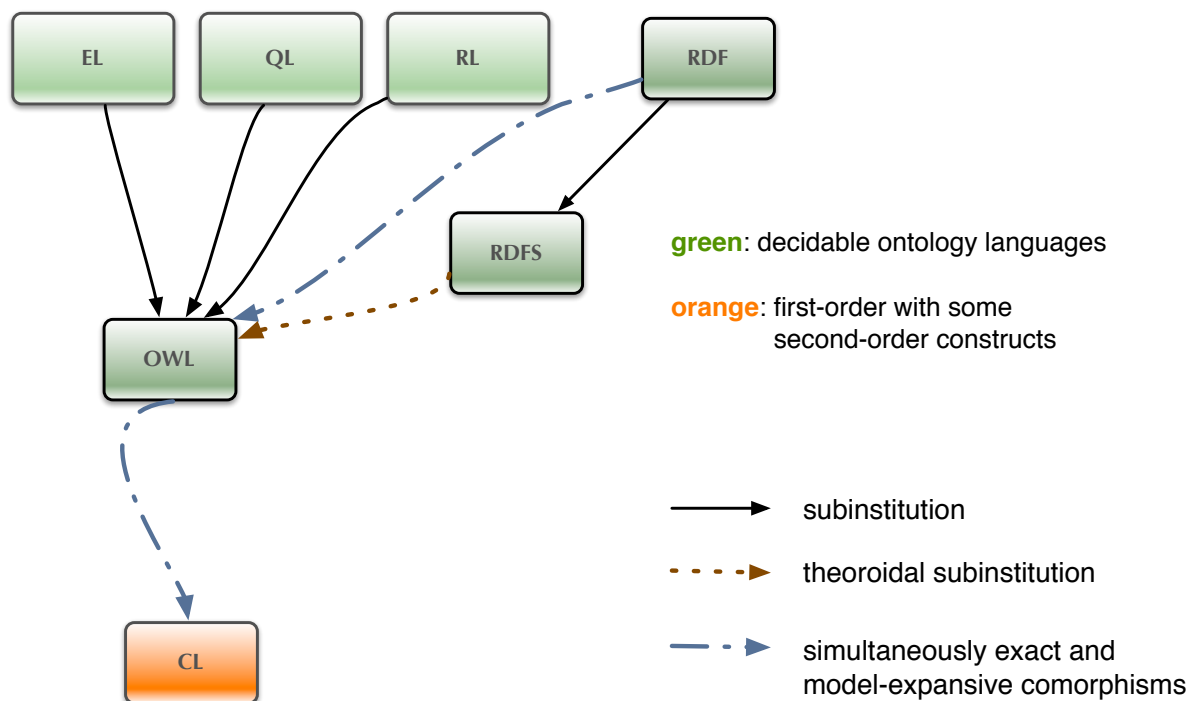 EL
QL
RL
RDF
RDFS
green: decidable ontology languages
orange: first-order with some
second-order constructs
OWL
subinstitution
theoroidal subinstitution
simultaneously exact and
model-expansive comorphisms
CL